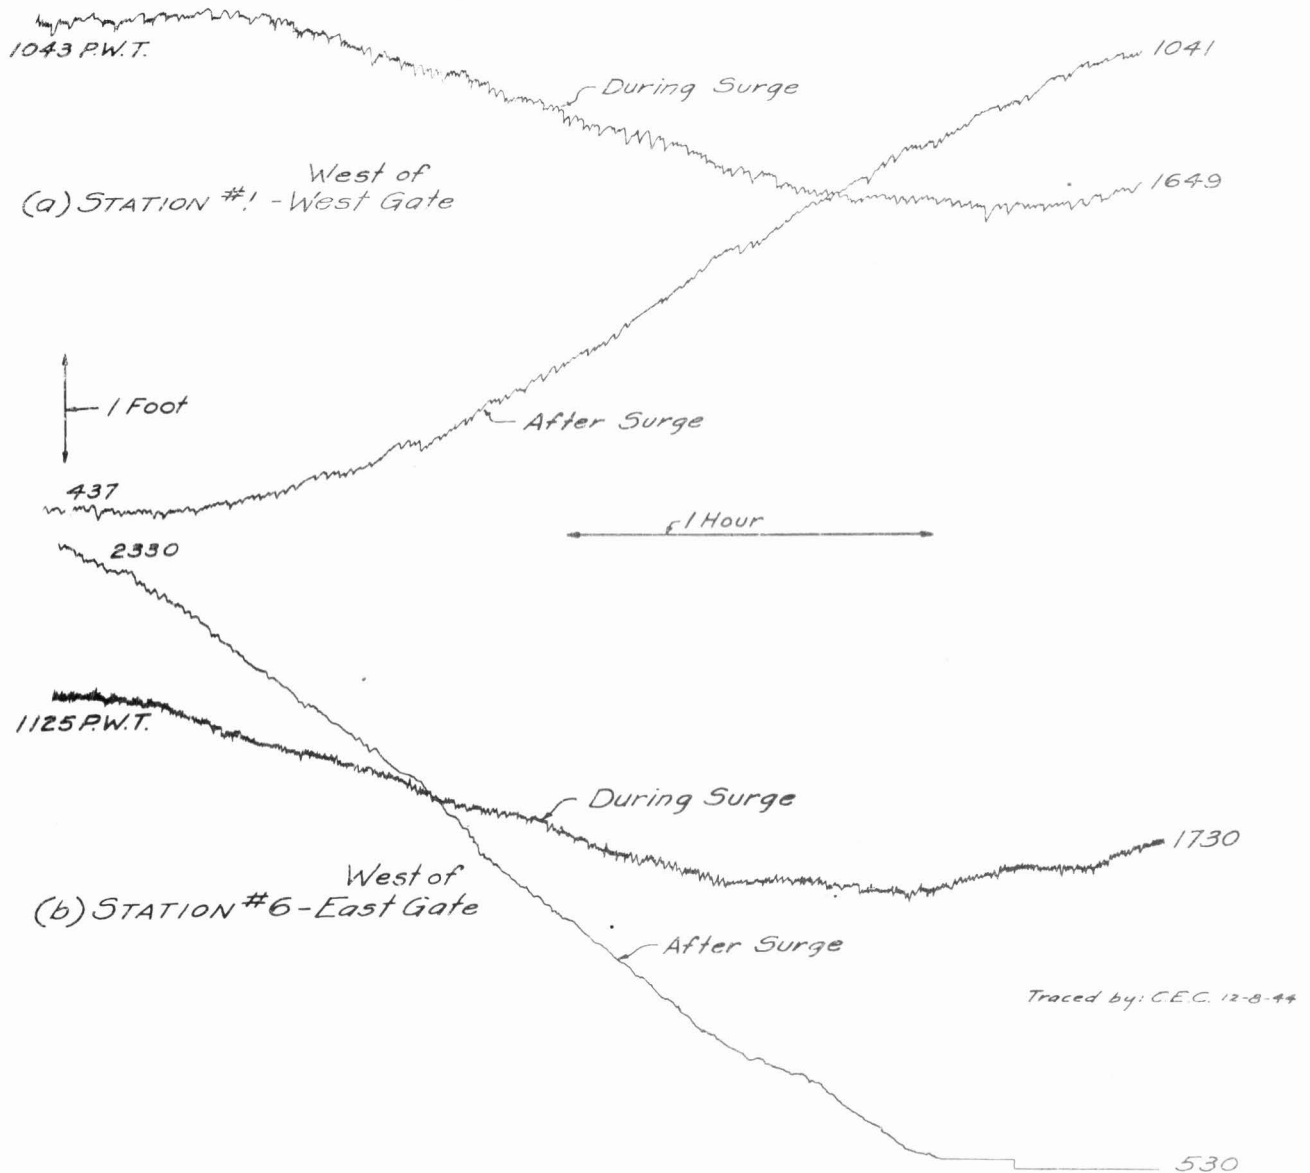 1043 P.W.T.
1041
During Surge
West of
(a) STATION #1 - West Gate
1649
1 Foot
After Surge
437
1 Hour
2330
1125 P.W.T.
During Surge
1730
West of
(b) STATION #6 - East Gate
After Surge
Traced by: C.E.C. 12-8-44
530